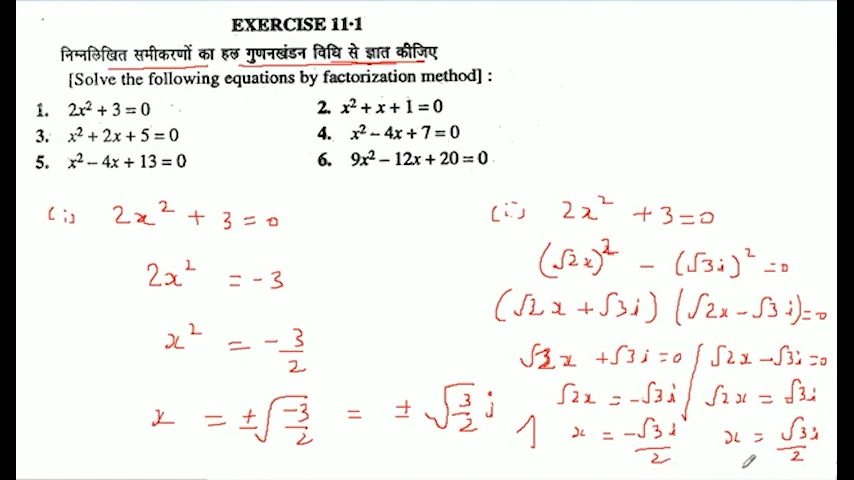 EXERCISE 11·1
निम्नलिखित समीकरणों का हल गुणनखंडन विधि से ज्ञात कीजिए
[Solve the following equations by factorization method] :
1. 2x² + 3 = 0
2. x² + x + 1 = 0
3. x² + 2x + 5 = 0
4. x² – 4x + 7 = 0
5. x² – 4x + 13 = 0
6. 9x² – 12x + 20 = 0
(i) 2x² + 3 = 0
2x² = -3
x² = -3/2
x = ±√(-3/2) = ±√(3/2) i
(ii) 2x² + 3 = 0
(√2x)² - (√3i)² = 0
(√2x + √3i) (√2x - √3i) = 0
√2x + √3i = 0 / √2x - √3i = 0
√2x = -√3i / √2x = √3i
x = -√3i/2 x = √3i/2